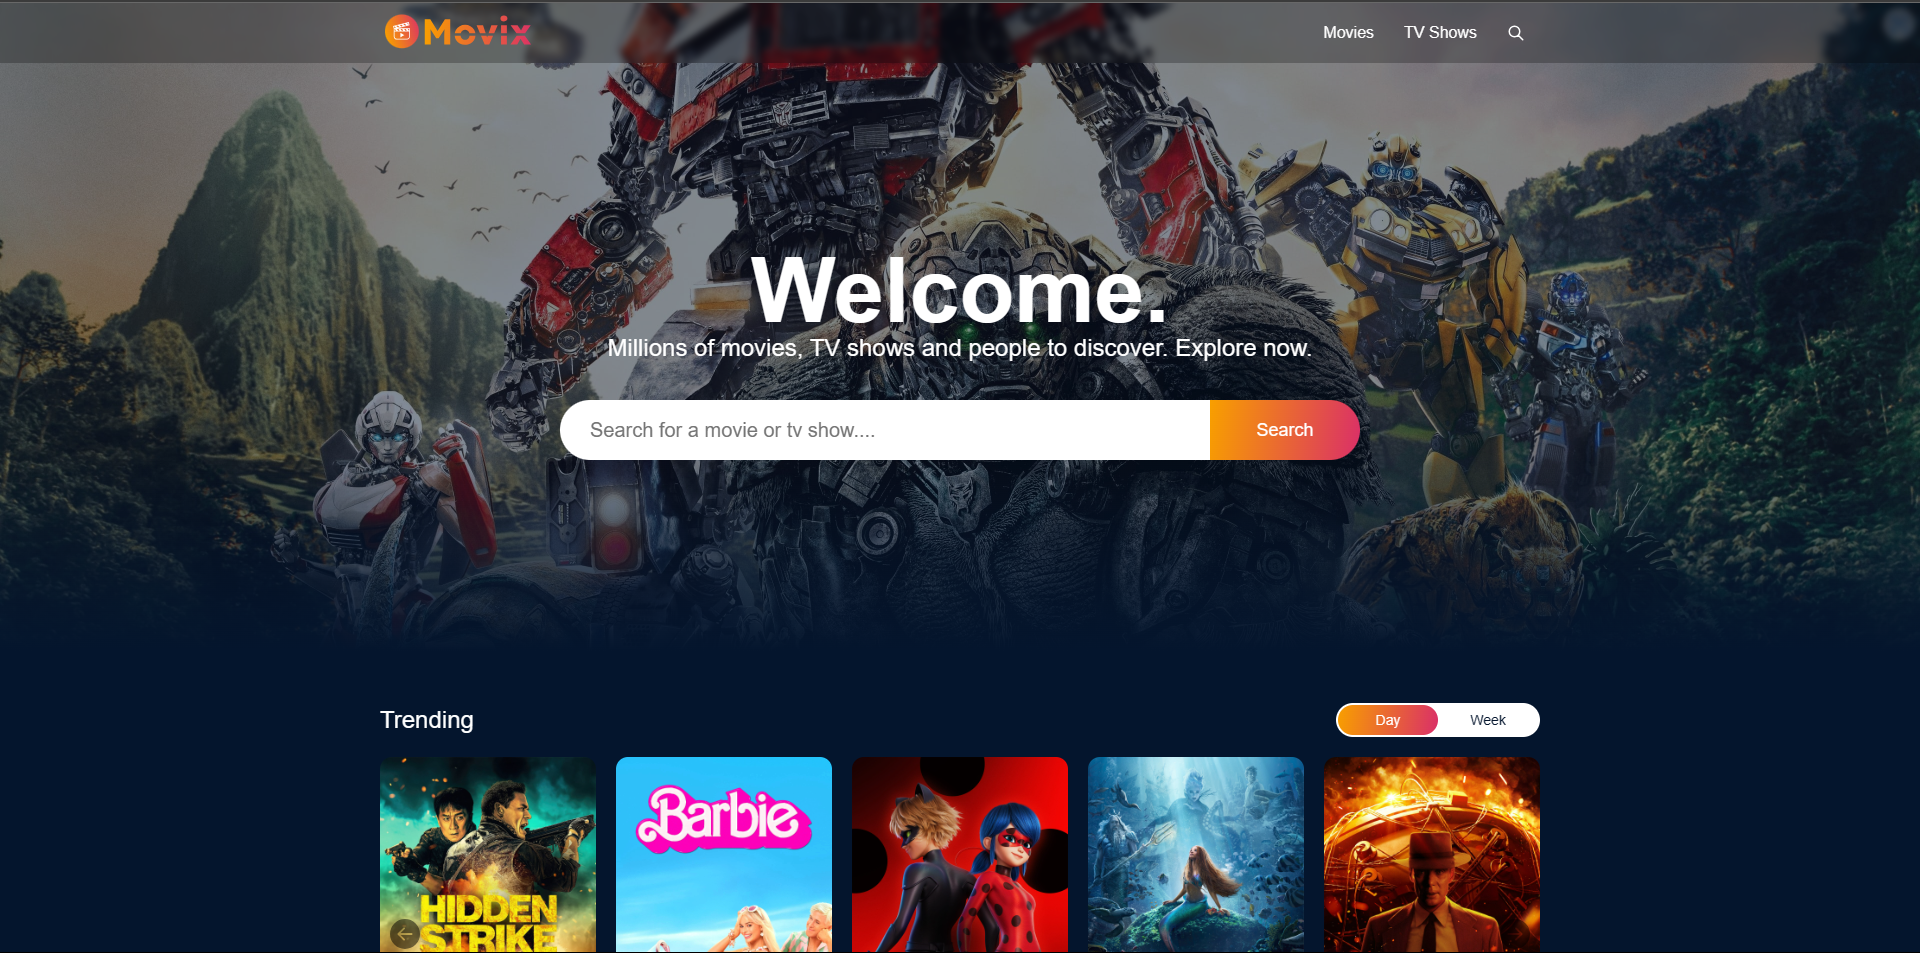 Movix
Movies
TV Shows
Welcome.
Millions of movies, TV shows and people to discover. Explore now.
Search for a movie or tv show....
Search
Trending
Day
Week
HIDDEN
STRIKE
Barbie